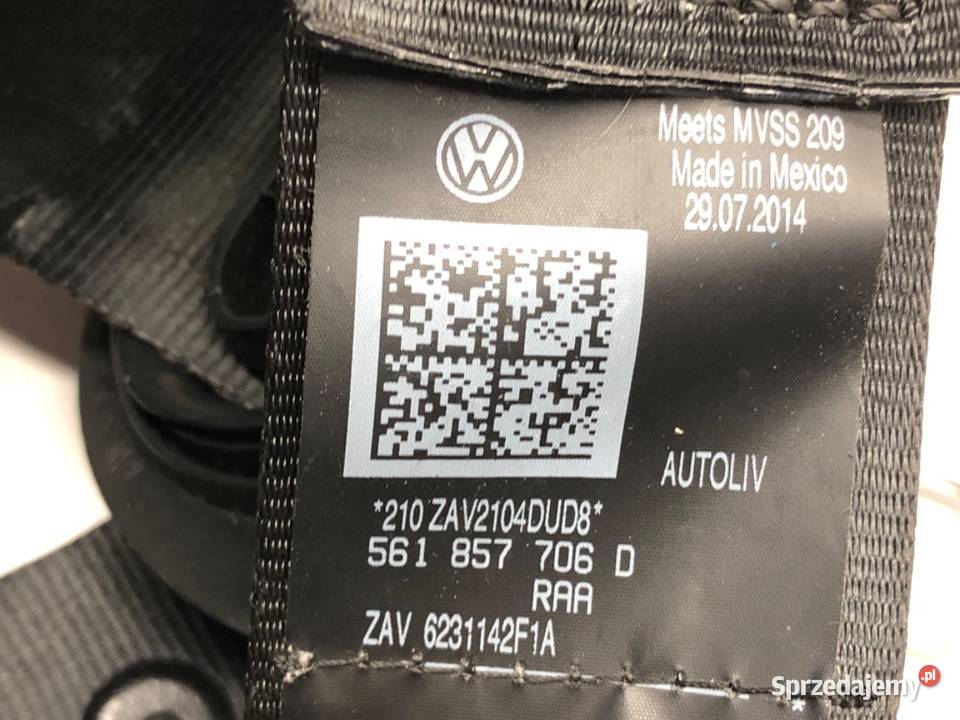 Meets MVSS 209
Made in Mexico
29.07.2014
AUTOLIV
*210 ZAV2104DUD8*
561 857 706 D
RAA
ZAV 6231142F1A
*
Sprzedajemy.pl